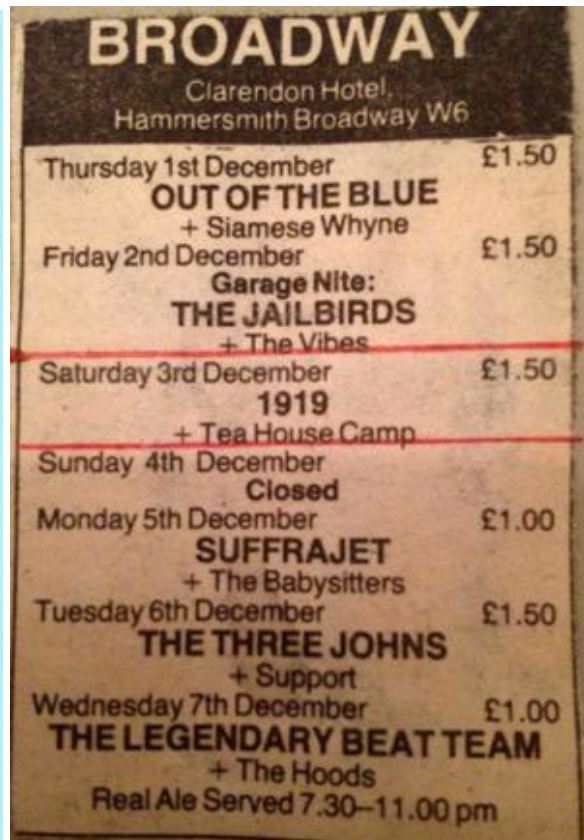 BROADWAY
Clarendon Hotel,
Hammersmith Broadway W6
Thursday 1st December £1.50
OUT OF THE BLUE
+ Siamese Whyne
Friday 2nd December £1.50
Garage Nite:
THE JAILBIRDS
+ The Vibes
Saturday 3rd December £1.50
1919
+ Tea House Camp
Sunday 4th December
Closed
Monday 5th December £1.00
SUFFRAJET
+ The Babysitters
Tuesday 6th December £1.50
THE THREE JOHNS
+ Support
Wednesday 7th December £1.00
THE LEGENDARY BEAT TEAM
+ The Hoods
Real Ale Served 7.30–11.00 pm